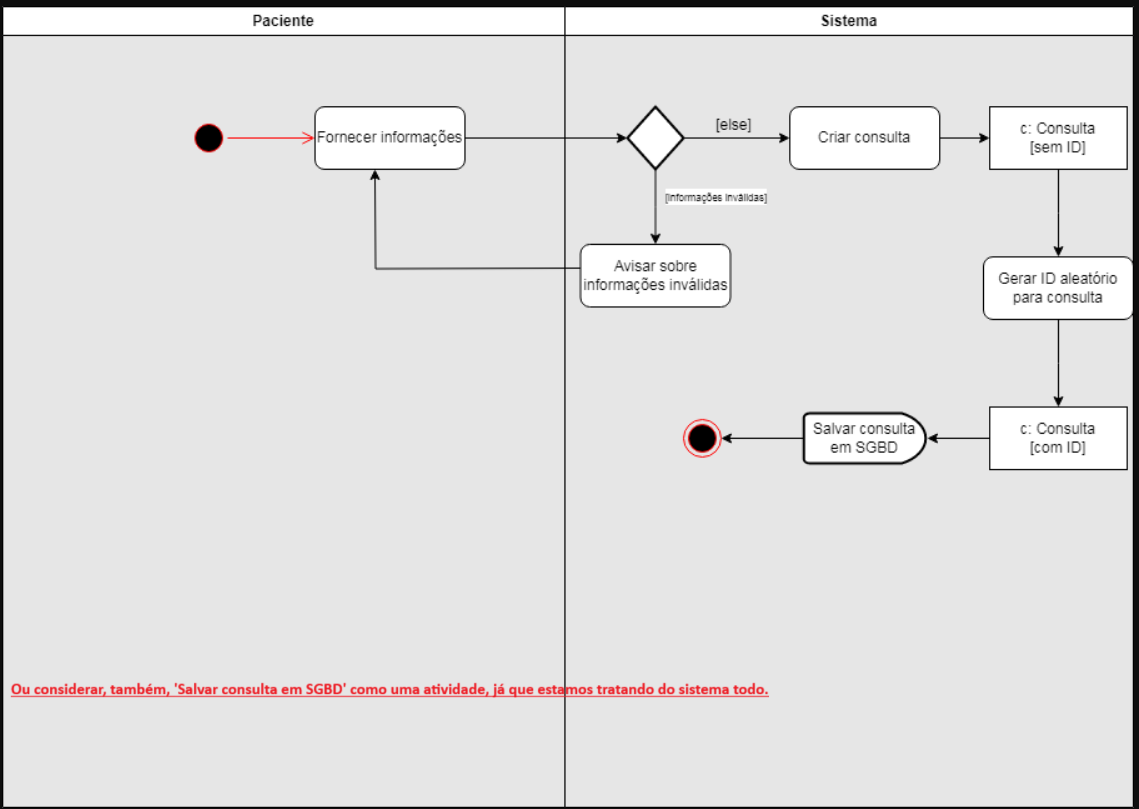 Paciente
Sistema
Fornecer informações
[else]
Criar consulta
c: Consulta
[sem ID]
[Informações inválidas]
Avisar sobre
informações inválidas
Gerar ID aleatório
para consulta
c: Consulta
[com ID]
Salvar consulta
em SGBD
Ou considerar, também, 'Salvar consulta em SGBD' como uma atividade, já que estamos tratando do sistema todo.